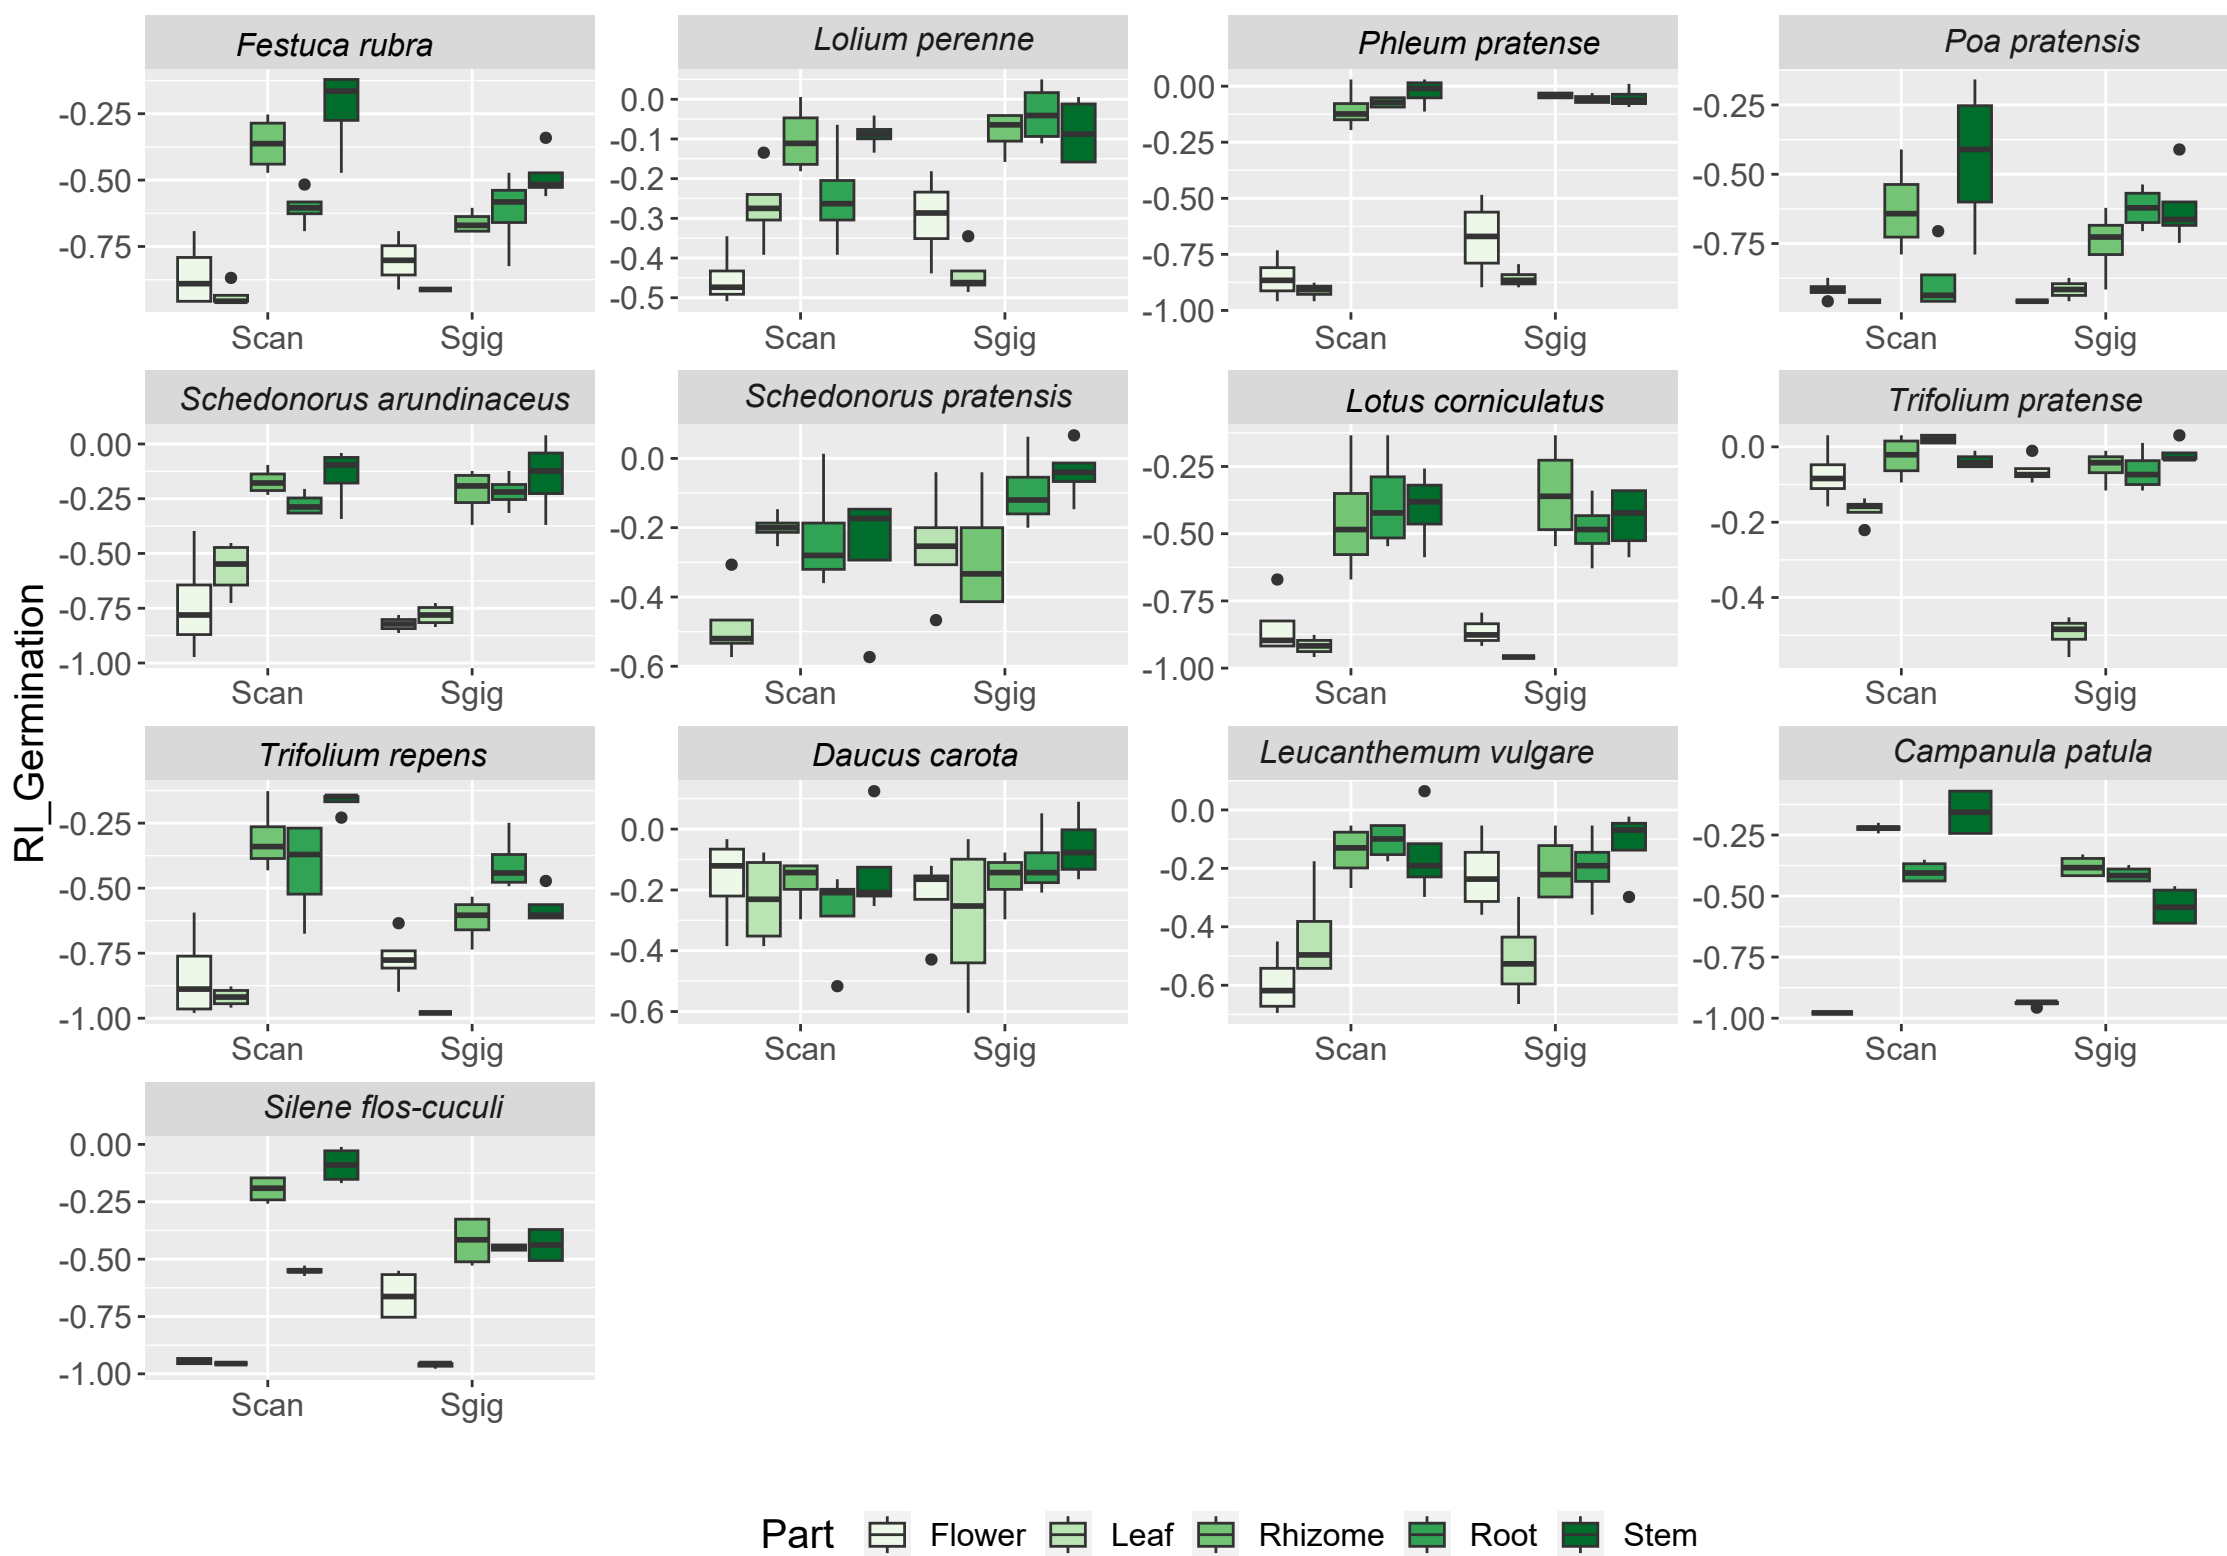 Festuca rubra
Lolium perenne
Phleum pratense
Poa pratensis
-0.25
-0.50
-0.75
Scan Sgig
0.0
-0.1
-0.2
-0.3
-0.4
-0.5
Scan Sgig
0.00
-0.25
-0.50
-0.75
-1.00
Scan Sgig
-0.25
-0.50
-0.75
Scan Sgig
Schedonorus arundinaceus
Schedonorus pratensis
Lotus corniculatus
Trifolium pratense
0.00
-0.25
-0.50
-0.75
-1.00
Scan Sgig
0.0
-0.2
-0.4
-0.6
Scan Sgig
-0.25
-0.50
-0.75
-1.00
Scan Sgig
0.0
-0.2
-0.4
Scan Sgig
RI_Germination
Trifolium repens
Daucus carota
Leucanthemum vulgare
Campanula patula
-0.25
-0.50
-0.75
-1.00
Scan Sgig
0.0
-0.2
-0.4
-0.6
Scan Sgig
0.0
-0.2
-0.4
-0.6
Scan Sgig
-0.25
-0.50
-0.75
-1.00
Scan Sgig
Silene flos-cuculi
0.00
-0.25
-0.50
-0.75
-1.00
Scan Sgig
Part Flower Leaf Rhizome Root Stem